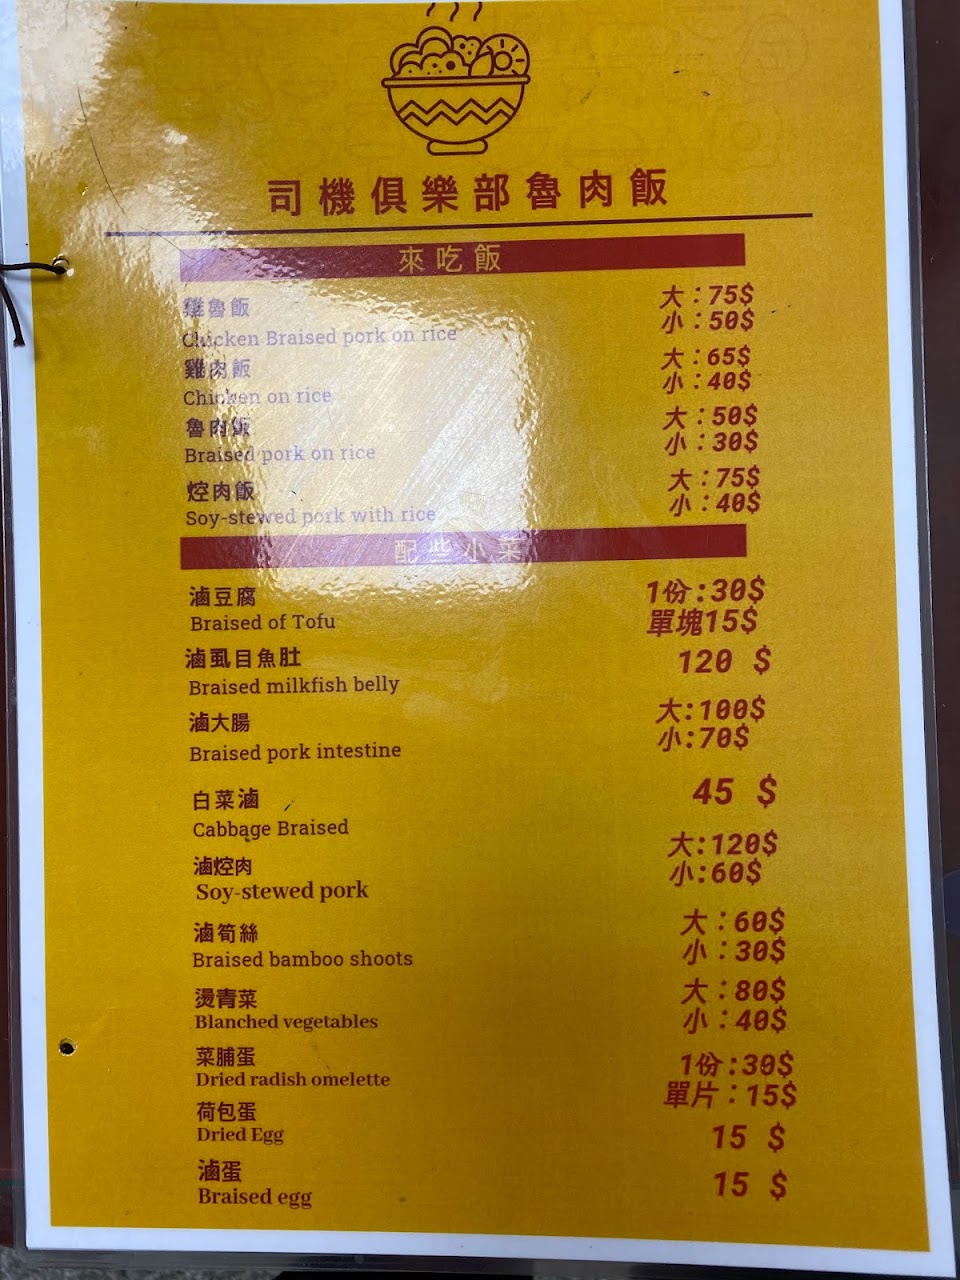 司機俱樂部魯肉飯
來吃飯
雞魯飯
Chicken Braised pork on rice
大：75$
小：50$
雞肉飯
Chicken on rice
大：65$
小：40$
魯肉飯
Braised pork on rice
大：50$
小：30$
焢肉飯
Soy-stewed pork with rice
大：75$
小：40$
配些小菜
滷豆腐
Braised of Tofu
1份:30$
單塊15$
滷虱目魚肚
Braised milkfish belly
120 $
滷大腸
Braised pork intestine
大:100$
小:70$
白菜滷
Cabbage Braised
45 $
滷焢肉
Soy-stewed pork
大:120$
小:60$
滷筍絲
Braised bamboo shoots
大：60$
小：30$
燙青菜
Blanched vegetables
大：80$
小：40$
菜脯蛋
Dried radish omelette
1份:30$
單片：15$
荷包蛋
Dried Egg
15 $
滷蛋
Braised egg
15 $